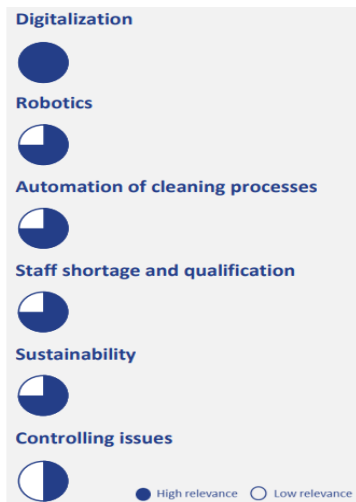 Digitalization
Robotics
Automation of cleaning processes
Staff shortage and qualification
Sustainability
Controlling issues
High relevance Low relevance